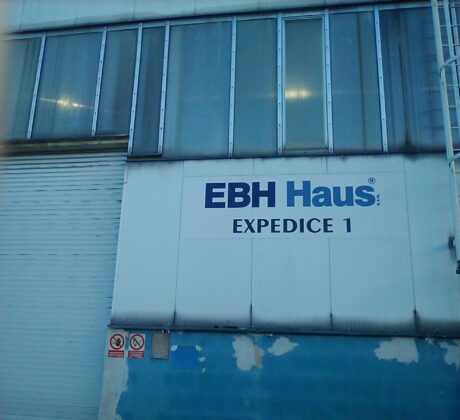 EBH Haus® s.r.o.
EXPEDICE 1